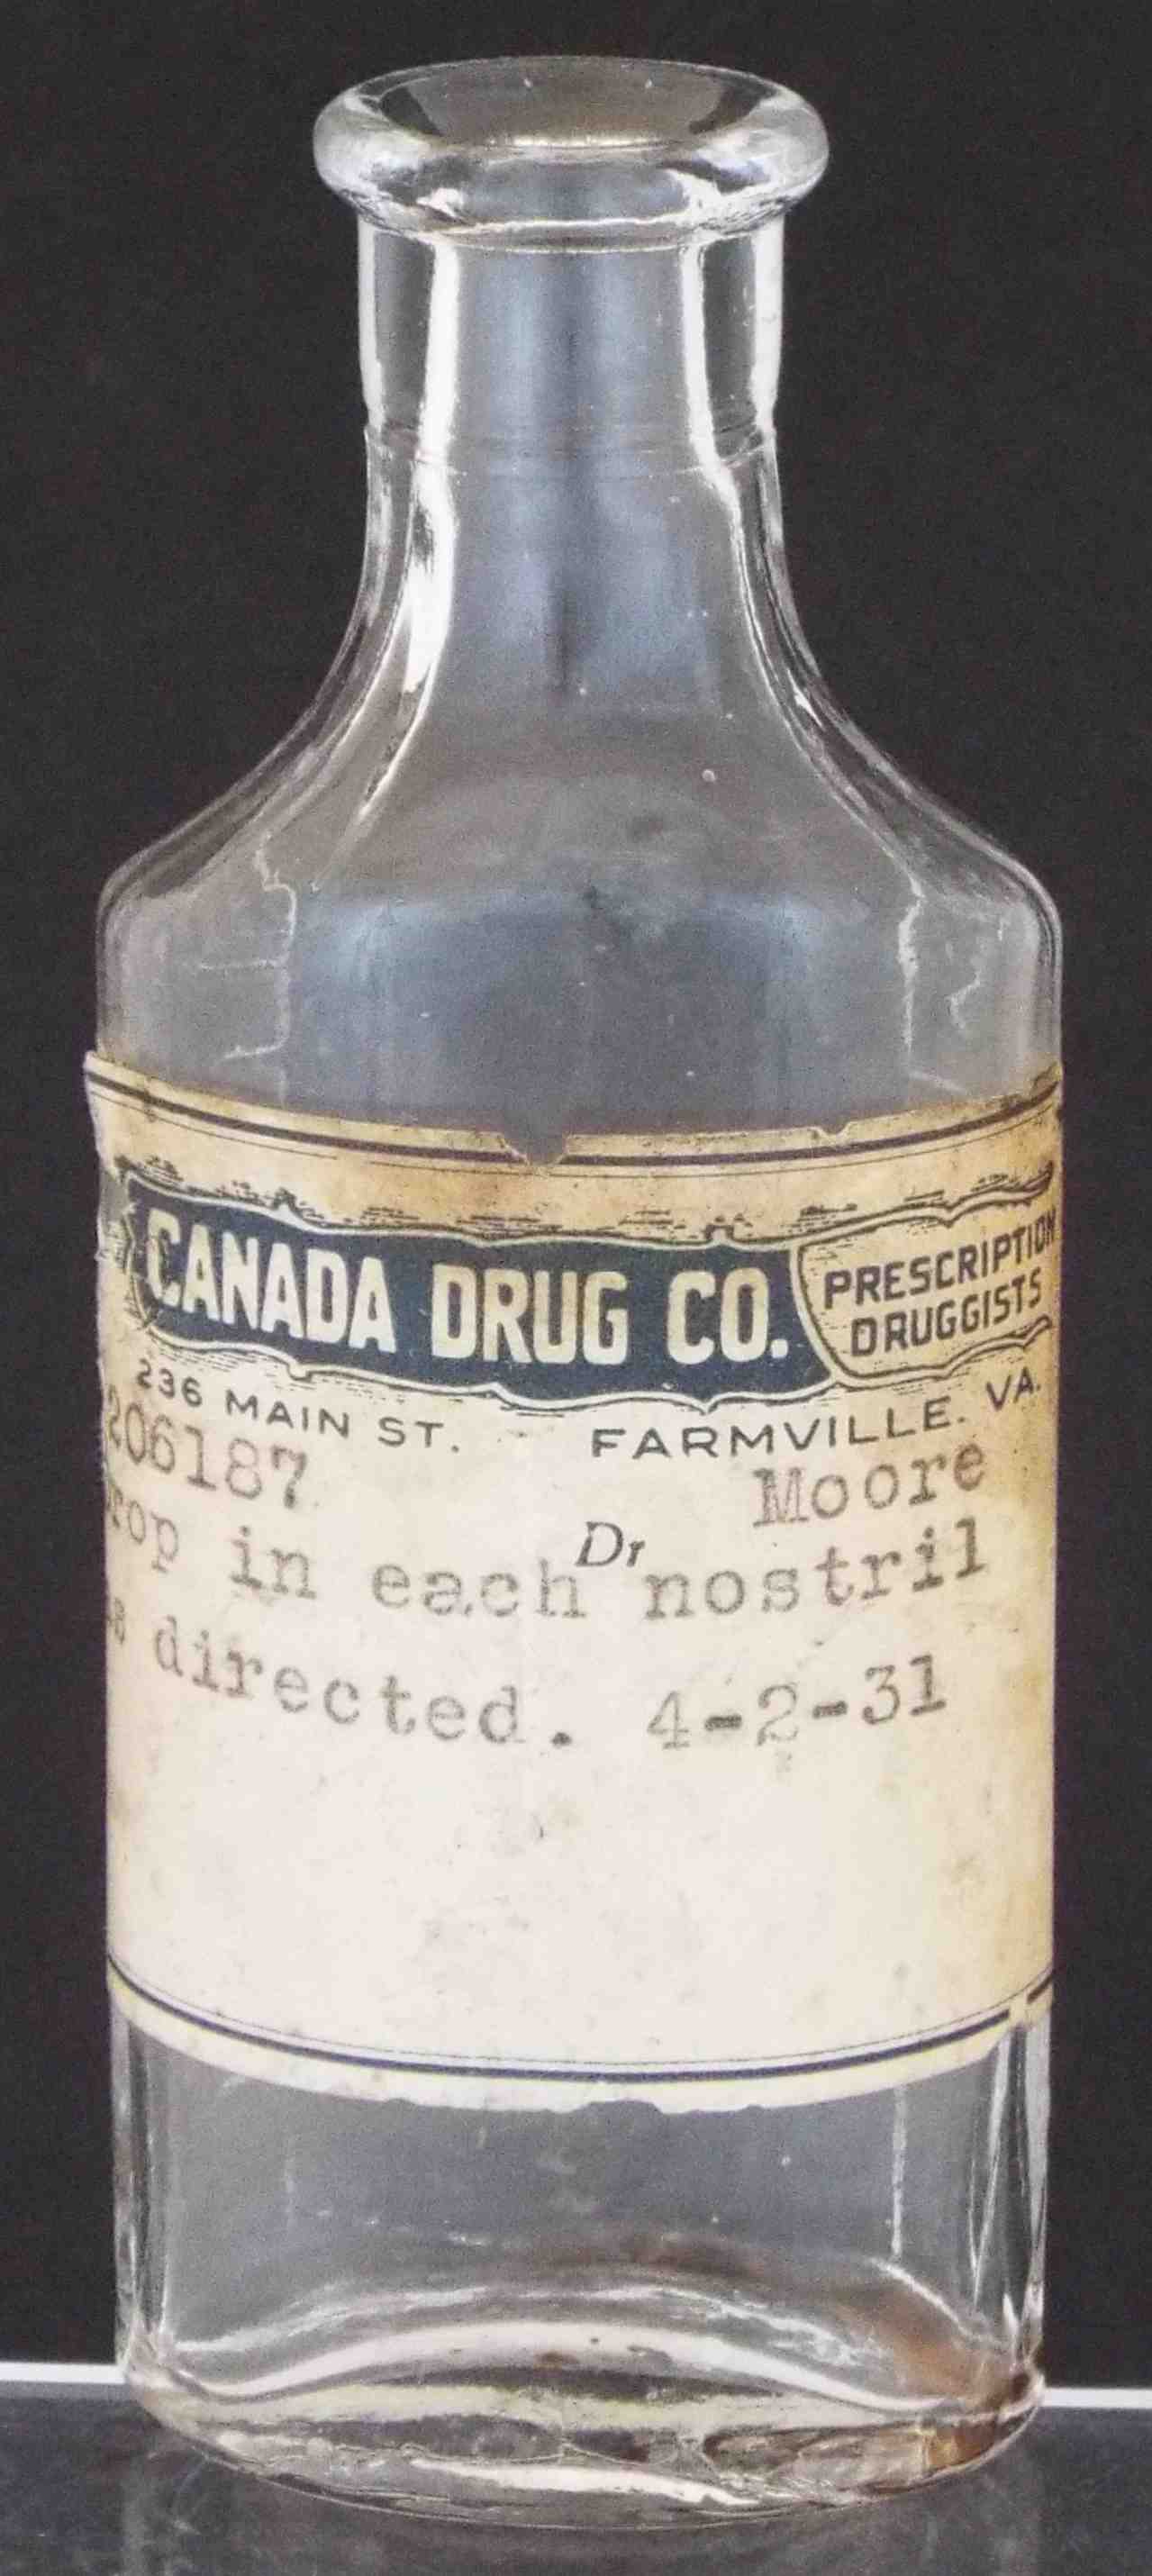 CANADA DRUG CO.
PRESCRIPTION
DRUGGISTS
236 MAIN ST. FARMVILLE. VA.
206187 Moore
Dr
rop in each nostril
s directed. 4-2-31